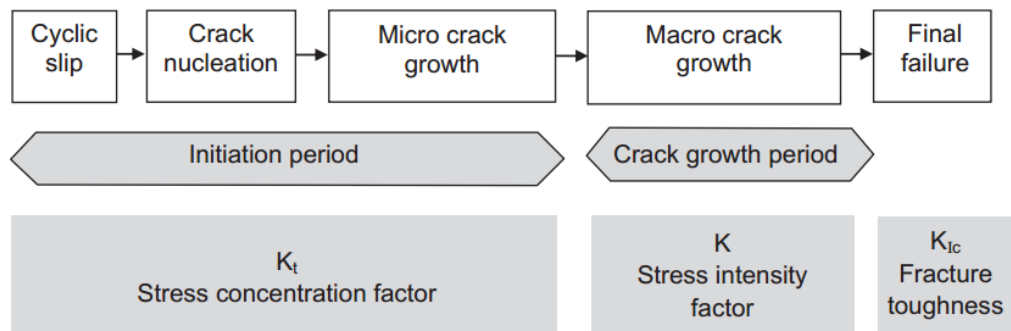 Cyclic
slip
Crack
nucleation
Micro crack
growth
Macro crack
growth
Final
failure
Initiation period
Crack growth period
Kt
Stress concentration factor
K
Stress intensity
factor
KIc
Fracture
toughness